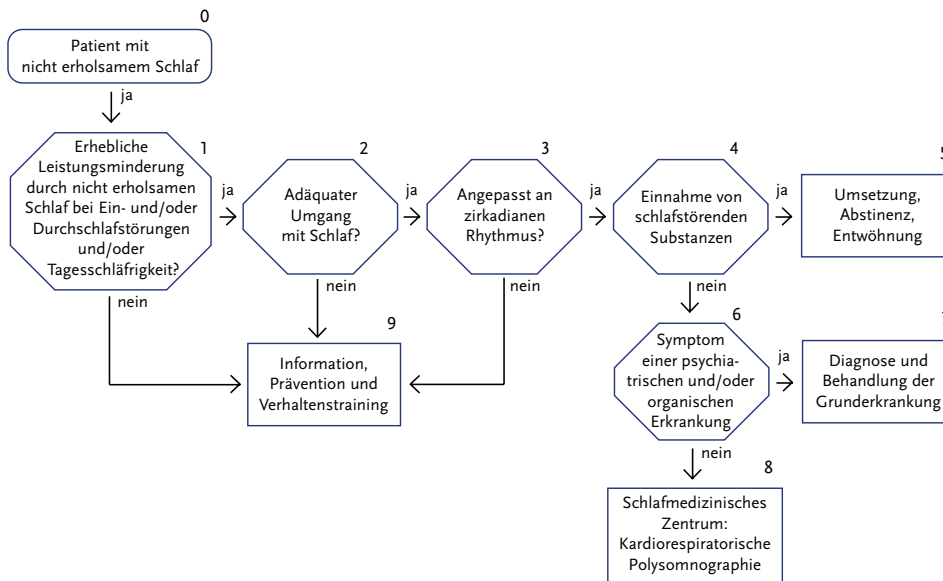 0
Patient mit
nicht erholsamem Schlaf
ja
1
Erhebliche
Leistungsminderung
durch nicht erholsamen
Schlaf bei Ein- und/oder
Durchschlafstörungen
und/oder
Tagesschläfrigkeit?
ja
nein
2
Adäquater
Umgang
mit Schlaf?
ja
nein
3
Angepasst an
zirkadianen
Rhythmus?
ja
nein
4
Einnahme von
schlafstörenden
Substanzen
ja
nein
5
Umsetzung,
Abstinenz,
Entwöhnung
9
Information,
Prävention und
Verhaltenstraining
6
Symptom
einer psychia-
trischen und/oder
organischen
Erkrankung
ja
nein
Diagnose und
Behandlung der
Grunderkrankung
8
Schlafmedizinisches
Zentrum:
Kardiorespiratorische
Polysomnographie